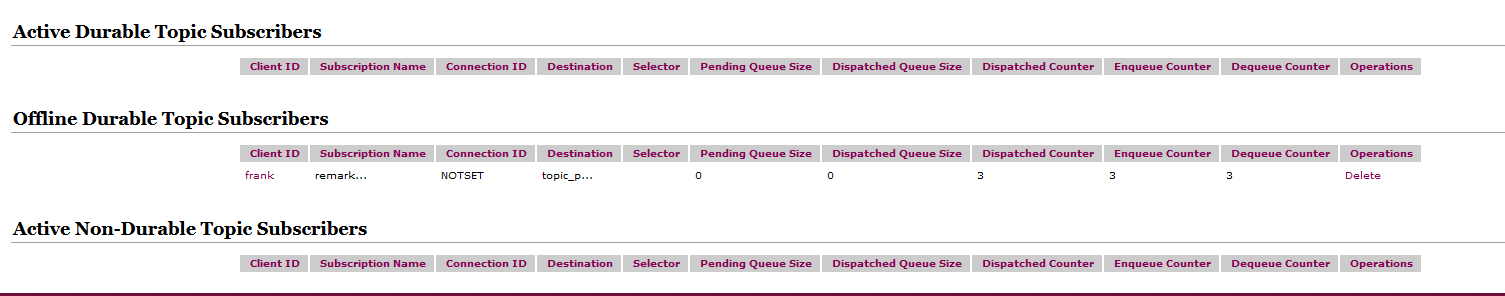 Active Durable Topic Subscribers
Client ID Subscription Name Connection ID Destination Selector Pending Queue Size Dispatched Queue Size Dispatched Counter Enqueue Counter Dequeue Counter Operations
Offline Durable Topic Subscribers
Client ID Subscription Name Connection ID Destination Selector Pending Queue Size Dispatched Queue Size Dispatched Counter Enqueue Counter Dequeue Counter Operations
frank remark... NOTSET topic_p... 0 0 3 3 3 Delete
Active Non-Durable Topic Subscribers
Client ID Subscription Name Connection ID Destination Selector Pending Queue Size Dispatched Queue Size Dispatched Counter Enqueue Counter Dequeue Counter Operations